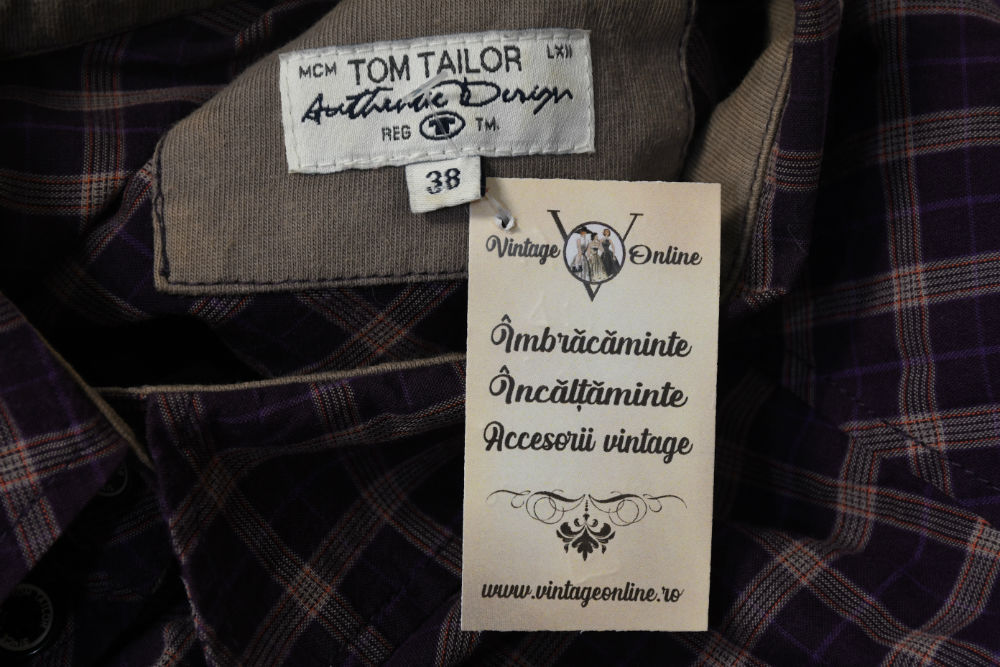 MCM TOM TAILOR LXII
Authentic Design
REG T TM.
38
Vintage V Online
Îmbrăcăminte
Încălțăminte
Accesorii vintage
www.vintageonline.ro